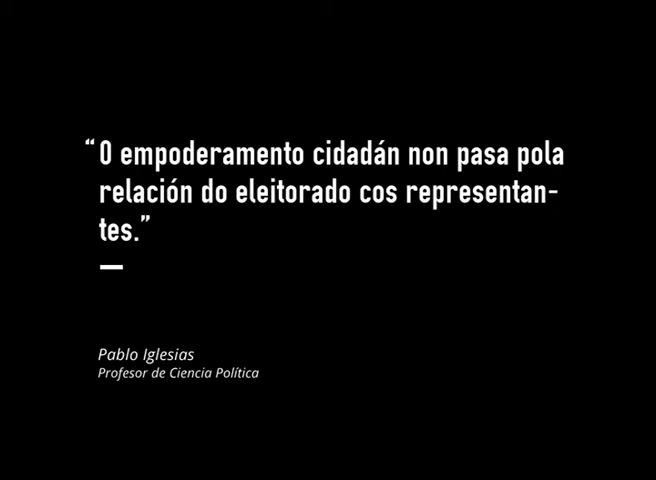 “O empoderamento cidadán non pasa pola
relación do eleitorado cos representan-
tes.”
Pablo Iglesias
Profesor de Ciencia Política